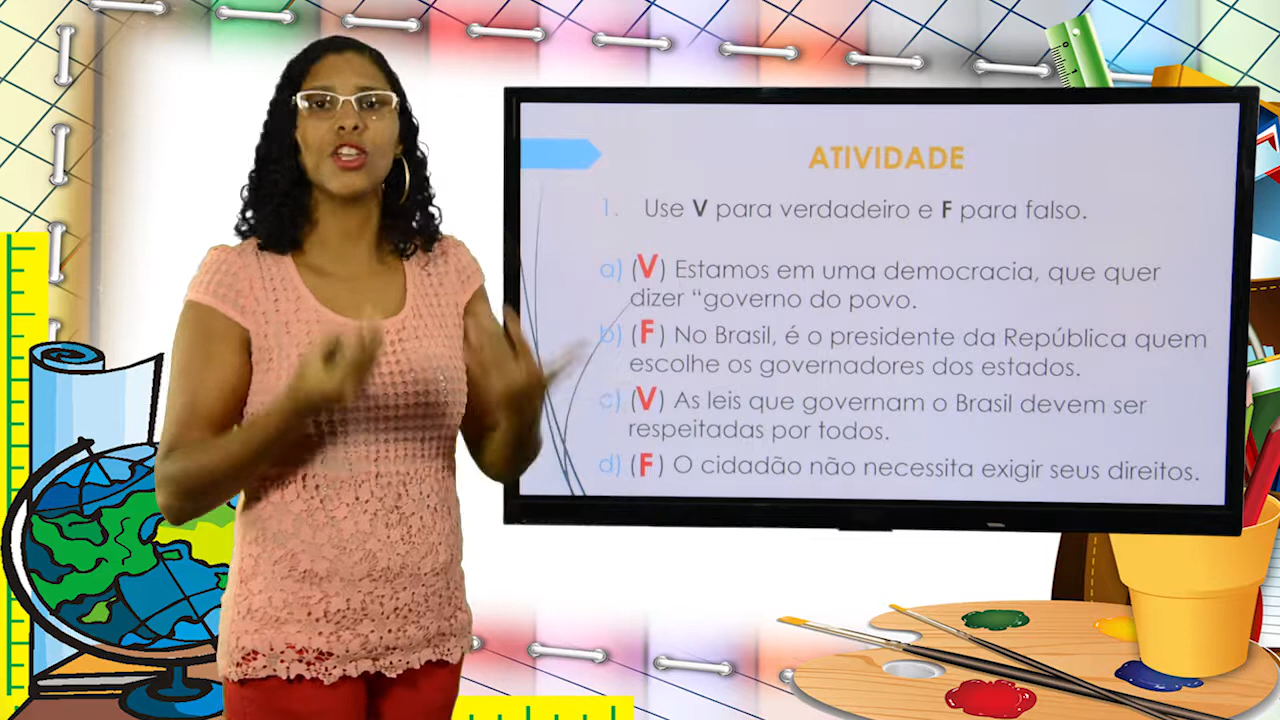 ATIVIDADE
1. Use V para verdadeiro e F para falso.
a) (V) Estamos em uma democracia, que quer
dizer “governo do povo.
b) (F) No Brasil, é o presidente da República quem
escolhe os governadores dos estados.
c) (V) As leis que governam o Brasil devem ser
respeitadas por todos.
d) (F) O cidadão não necessita exigir seus direitos.